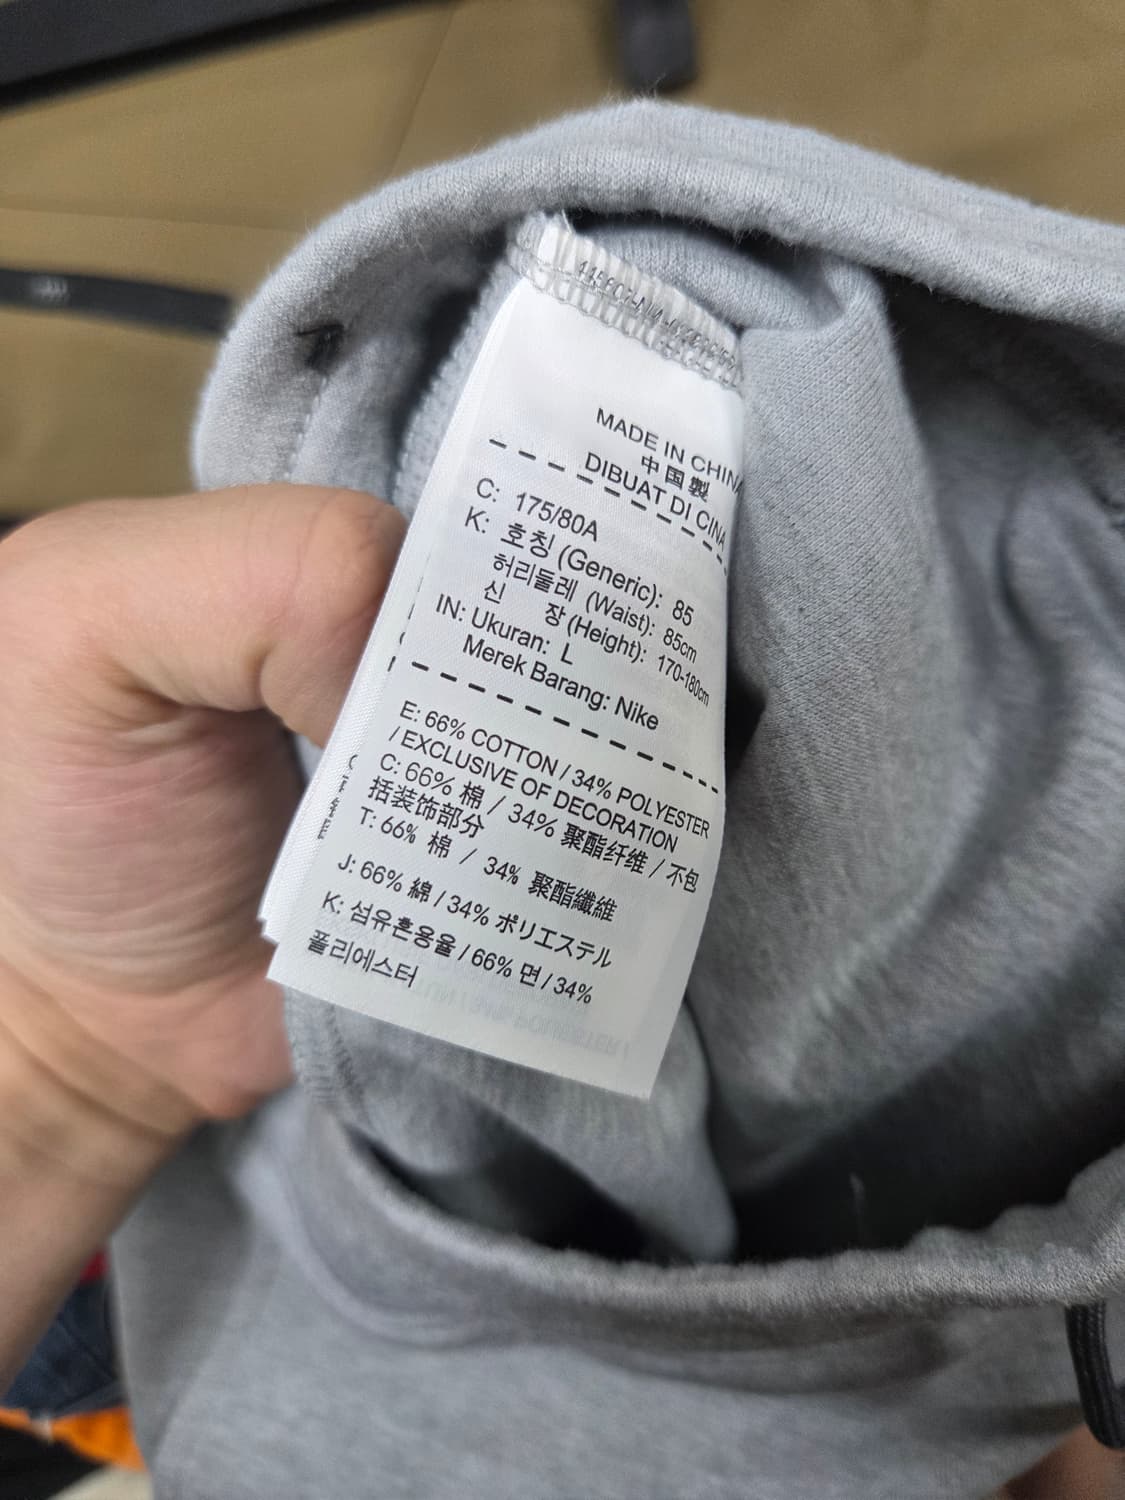 MADE IN CHINA
中国製
DIBUAT DI CINA
C: 175/80A
K: 호칭 (Generic): 85
허리둘레 (Waist): 85cm
신 장 (Height): 170-180cm
IN: Ukuran: L
Merek Barang: Nike
E: 66% COTTON / 34% POLYESTER
/ EXCLUSIVE OF DECORATION
C: 66% 棉 / 34% 聚酯纤维 / 不包
括装饰部分
T: 66% 棉 / 34% 聚酯纖維
J: 66% 綿 / 34% ポリエステル
K: 섬유혼용율 / 66% 면 / 34%
폴리에스터